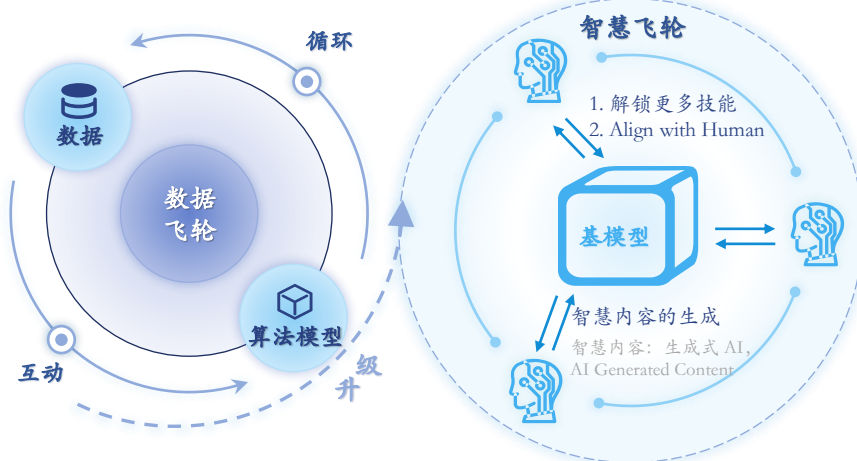 循环
数据
数据
飞轮
算法模型
互动
升级
智慧飞轮
1. 解锁更多技能
2. Align with Human
基模型
智慧内容的生成
智慧内容：生成式 AI，
AI Generated Content